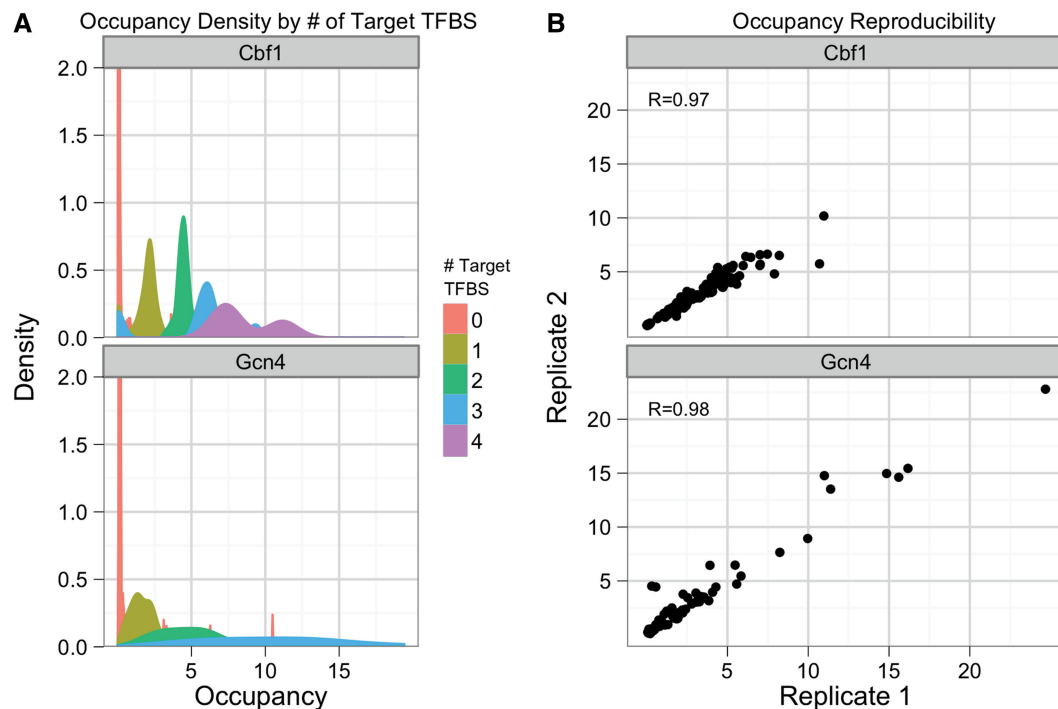 A
Occupancy Density by # of Target TFBS
Cbf1
2.0
1.5
1.0
0.5
0.0
Gcn4
2.0
1.5
1.0
0.5
0.0
5 10 15
Density
Occupancy
# Target
TFBS
0
1
2
3
4
B
Occupancy Reproducibility
Cbf1
R=0.97
20
15
10
5
Gcn4
R=0.98
20
15
10
5
5 10 15 20
Replicate 2
Replicate 1